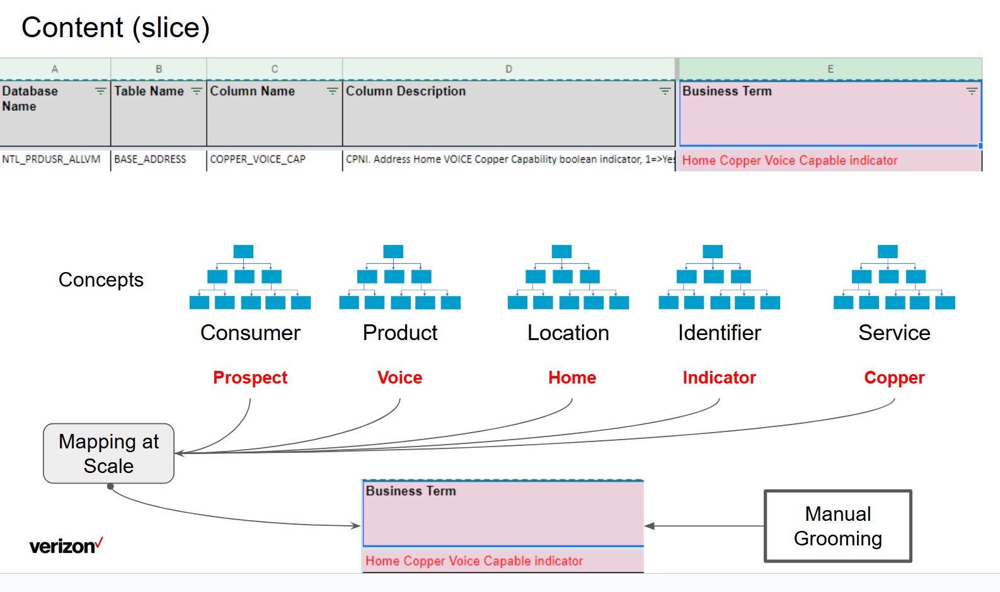 Content (slice)
A B C D E
Database Name Table Name Column Name Column Description Business Term
NTL_PRDUSR_ALLVM BASE_ADDRESS COPPER_VOICE_CAP CPNI. Address Home VOICE Copper Capability boolean indicator, 1=>Yes Home Copper Voice Capable indicator
Concepts
Consumer Product Location Identifier Service
Prospect Voice Home Indicator Copper
Mapping at
Scale
Business Term
Home Copper Voice Capable indicator
Manual
Grooming
verizon